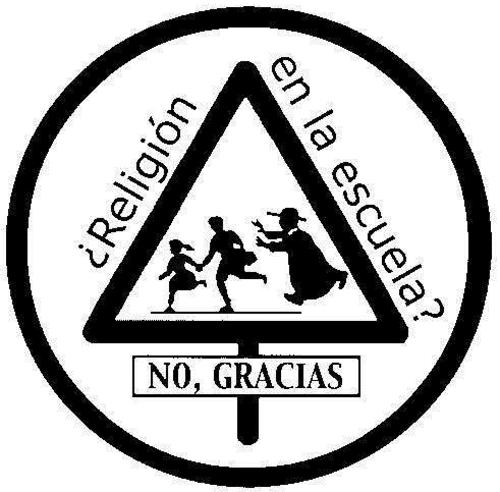 ¿Religión
en la escuela?
NO, GRACIAS